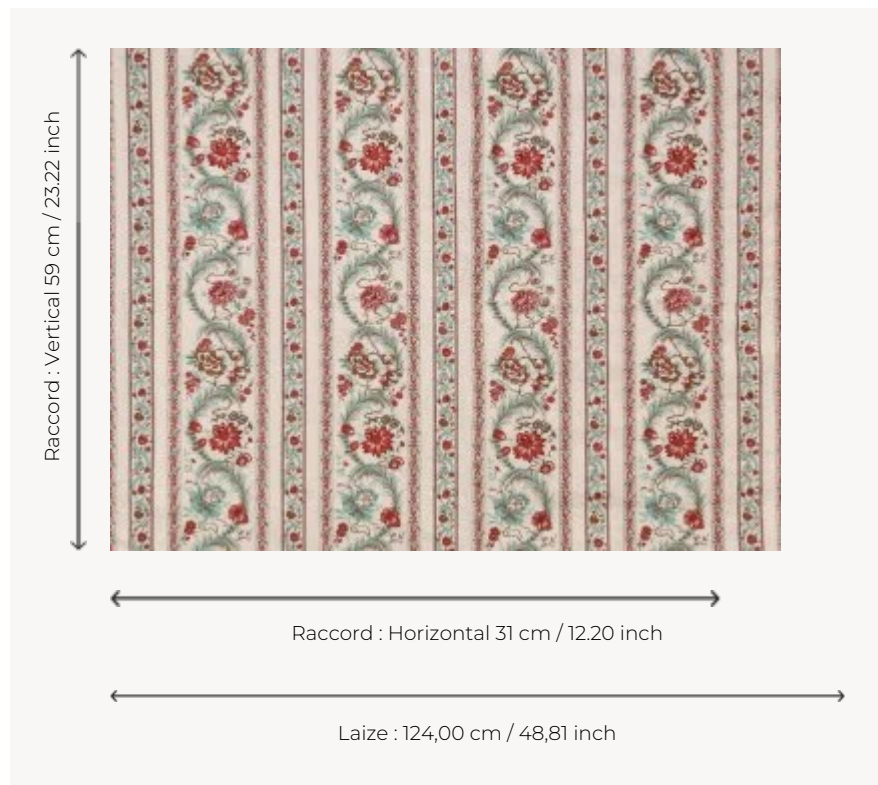 Raccord : Vertical 59 cm / 23.22 inch
Raccord : Horizontal 31 cm / 12.20 inch
Laize : 124,00 cm / 48,81 inch